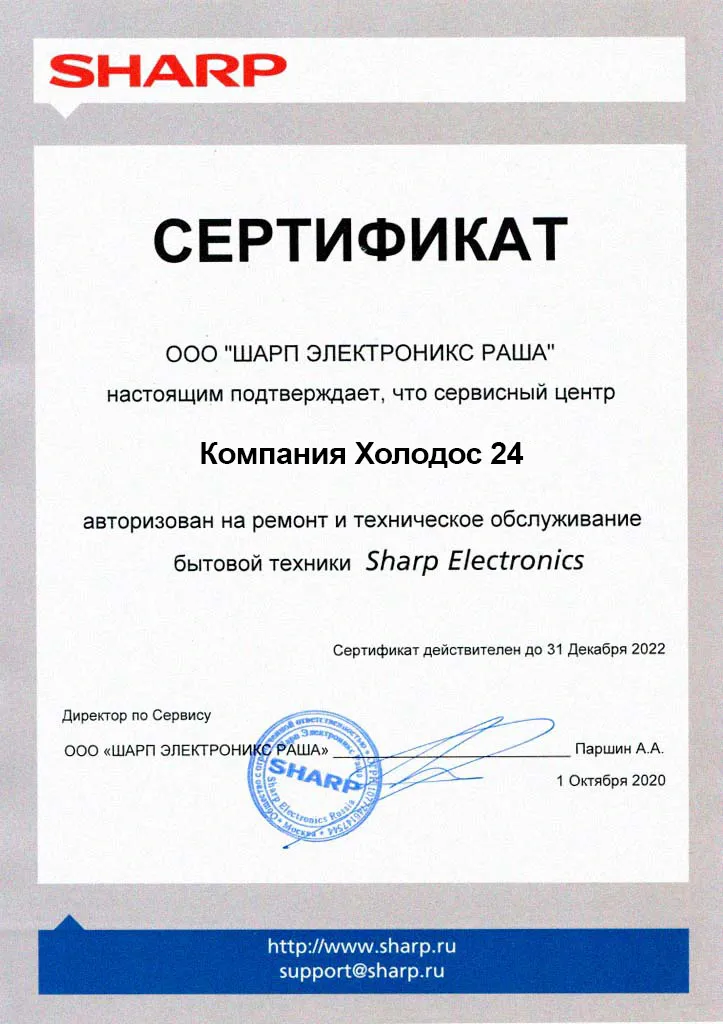 SHARP
СЕРТИФИКАТ
ООО "ШАРП ЭЛЕКТРОНИКС РАША"
настоящим подтверждает, что сервисный центр
Компания Холодос 24
авторизован на ремонт и техническое обслуживание
бытовой техники Sharp Electronics
Сертификат действителен до 31 Декабря 2022
Директор по Сервису
ООО «ШАРП ЭЛЕКТРОНИКС РАША» Паршин А.А.
1 Октября 2020
Общество с ограниченной ответственностью
Шарп Электроникс Раша
SHARP
Sharp Electronics Russia
Москва
http://www.sharp.ru
support@sharp.ru